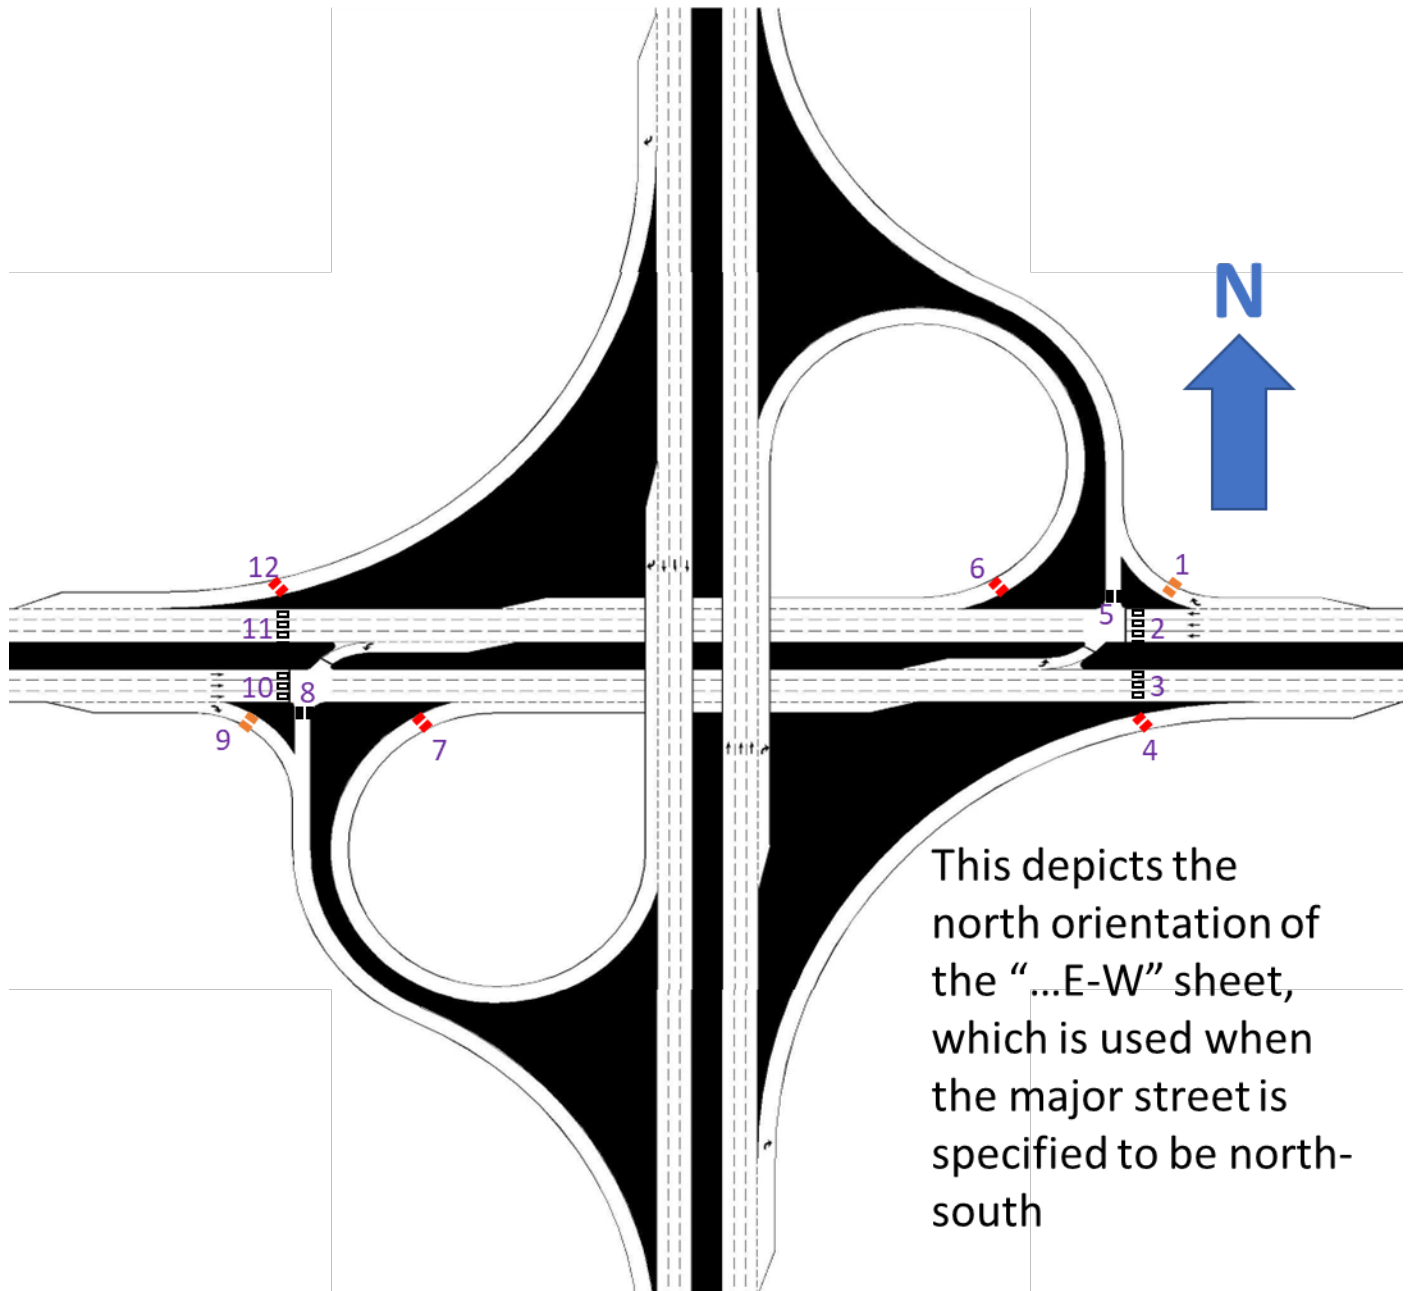 N
12
6
1
11
5
2
10
8
3
9
7
4
This depicts the
north orientation of
the “…E-W” sheet,
which is used when
the major street is
specified to be north-
south